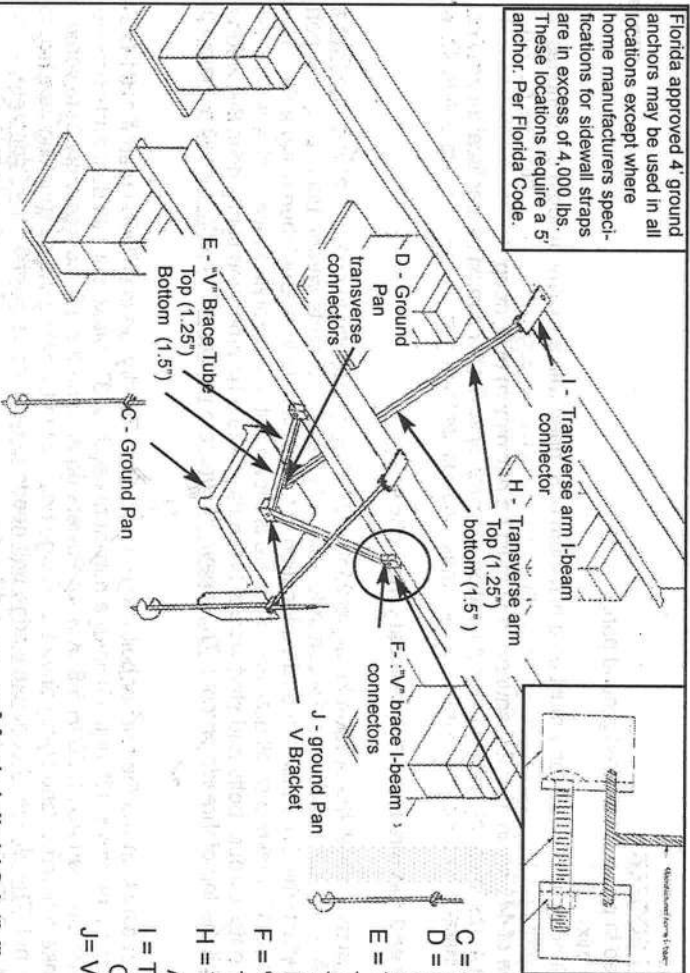 Florida approved 4' ground
anchors may be used in all
locations except where
home manufacturers speci-
fications for sidewall straps
are in excess of 4,000 lbs.
These locations require a 5'
anchor. Per Florida Code.
I - Transverse arm I-beam
connector
H - Transverse arm
Top (1.25")
bottom (1.5")
D - Ground
Pan
transverse
connectors
E - "V" Brace Tube
Top (1.25")
Bottom (1.5")
C - Ground Pan
F - "V" brace I-beam
connectors
J - ground Pan
V Bracket
C =
D =
E =
F =
H =
I = T
J = V